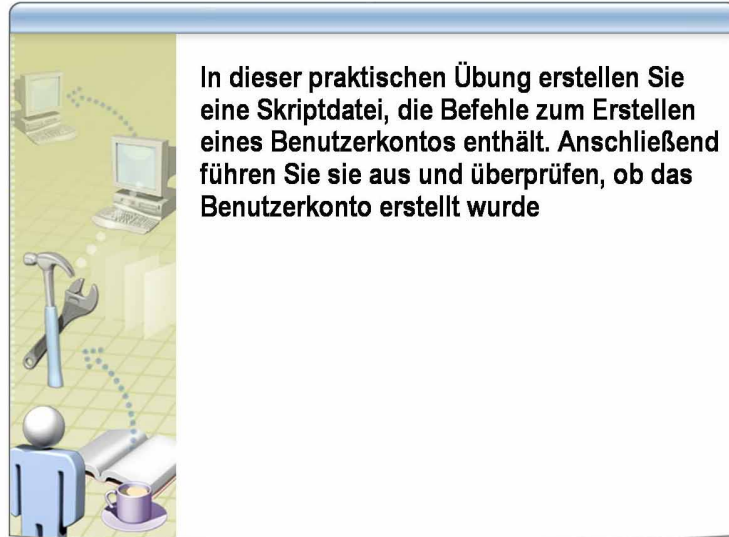 In dieser praktischen Übung erstellen Sie
eine Skriptdatei, die Befehle zum Erstellen
eines Benutzerkontos enthält. Anschließend
führen Sie sie aus und überprüfen, ob das
Benutzerkonto erstellt wurde